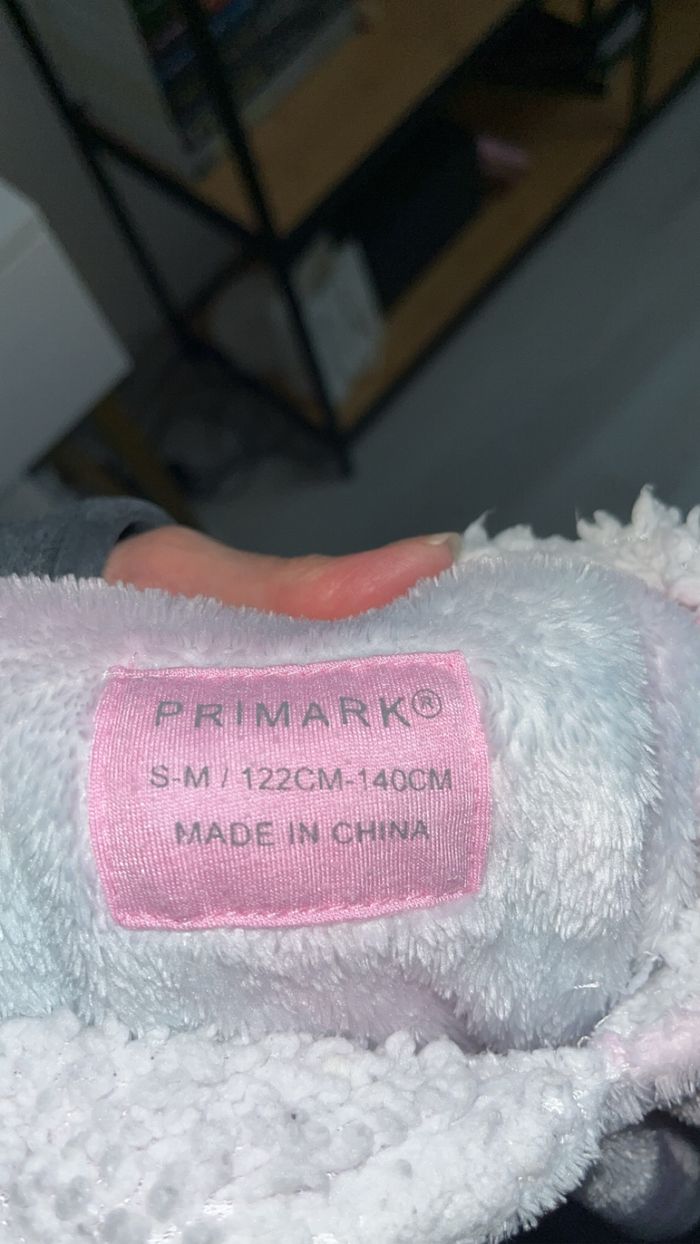 PRIMARK®
S-M / 122CM-140CM
MADE IN CHINA